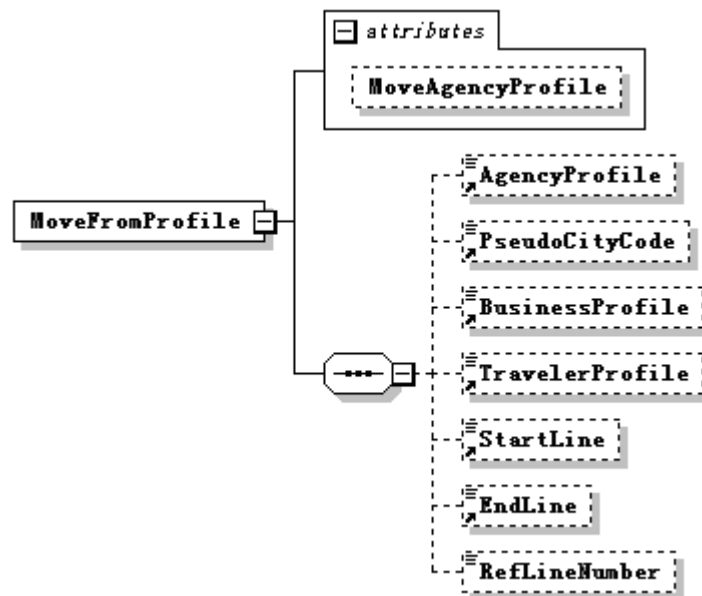 attributes
MoveAgencyProfile
MoveFromProfile
AgencyProfile
PseudoCityCode
BusinessProfile
TravelerProfile
StartLine
EndLine
RefLineNumber